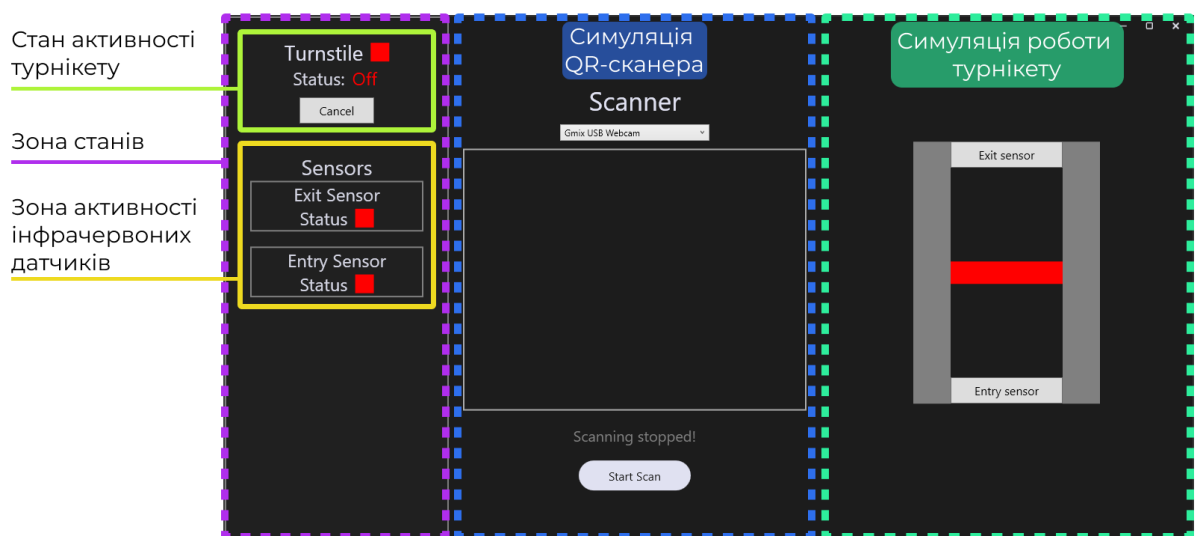 Стан активності
турнікету
Зона станів
Зона активності
інфрачервоних
датчиків
Turnstile
Status: Off
Cancel
Sensors
Exit Sensor
Status
Entry Sensor
Status
Симуляція
QR-сканера
Scanner
Gmix USB Webcam
Scanning stopped!
Start Scan
Симуляція роботи
турнікету
Exit sensor
Entry sensor